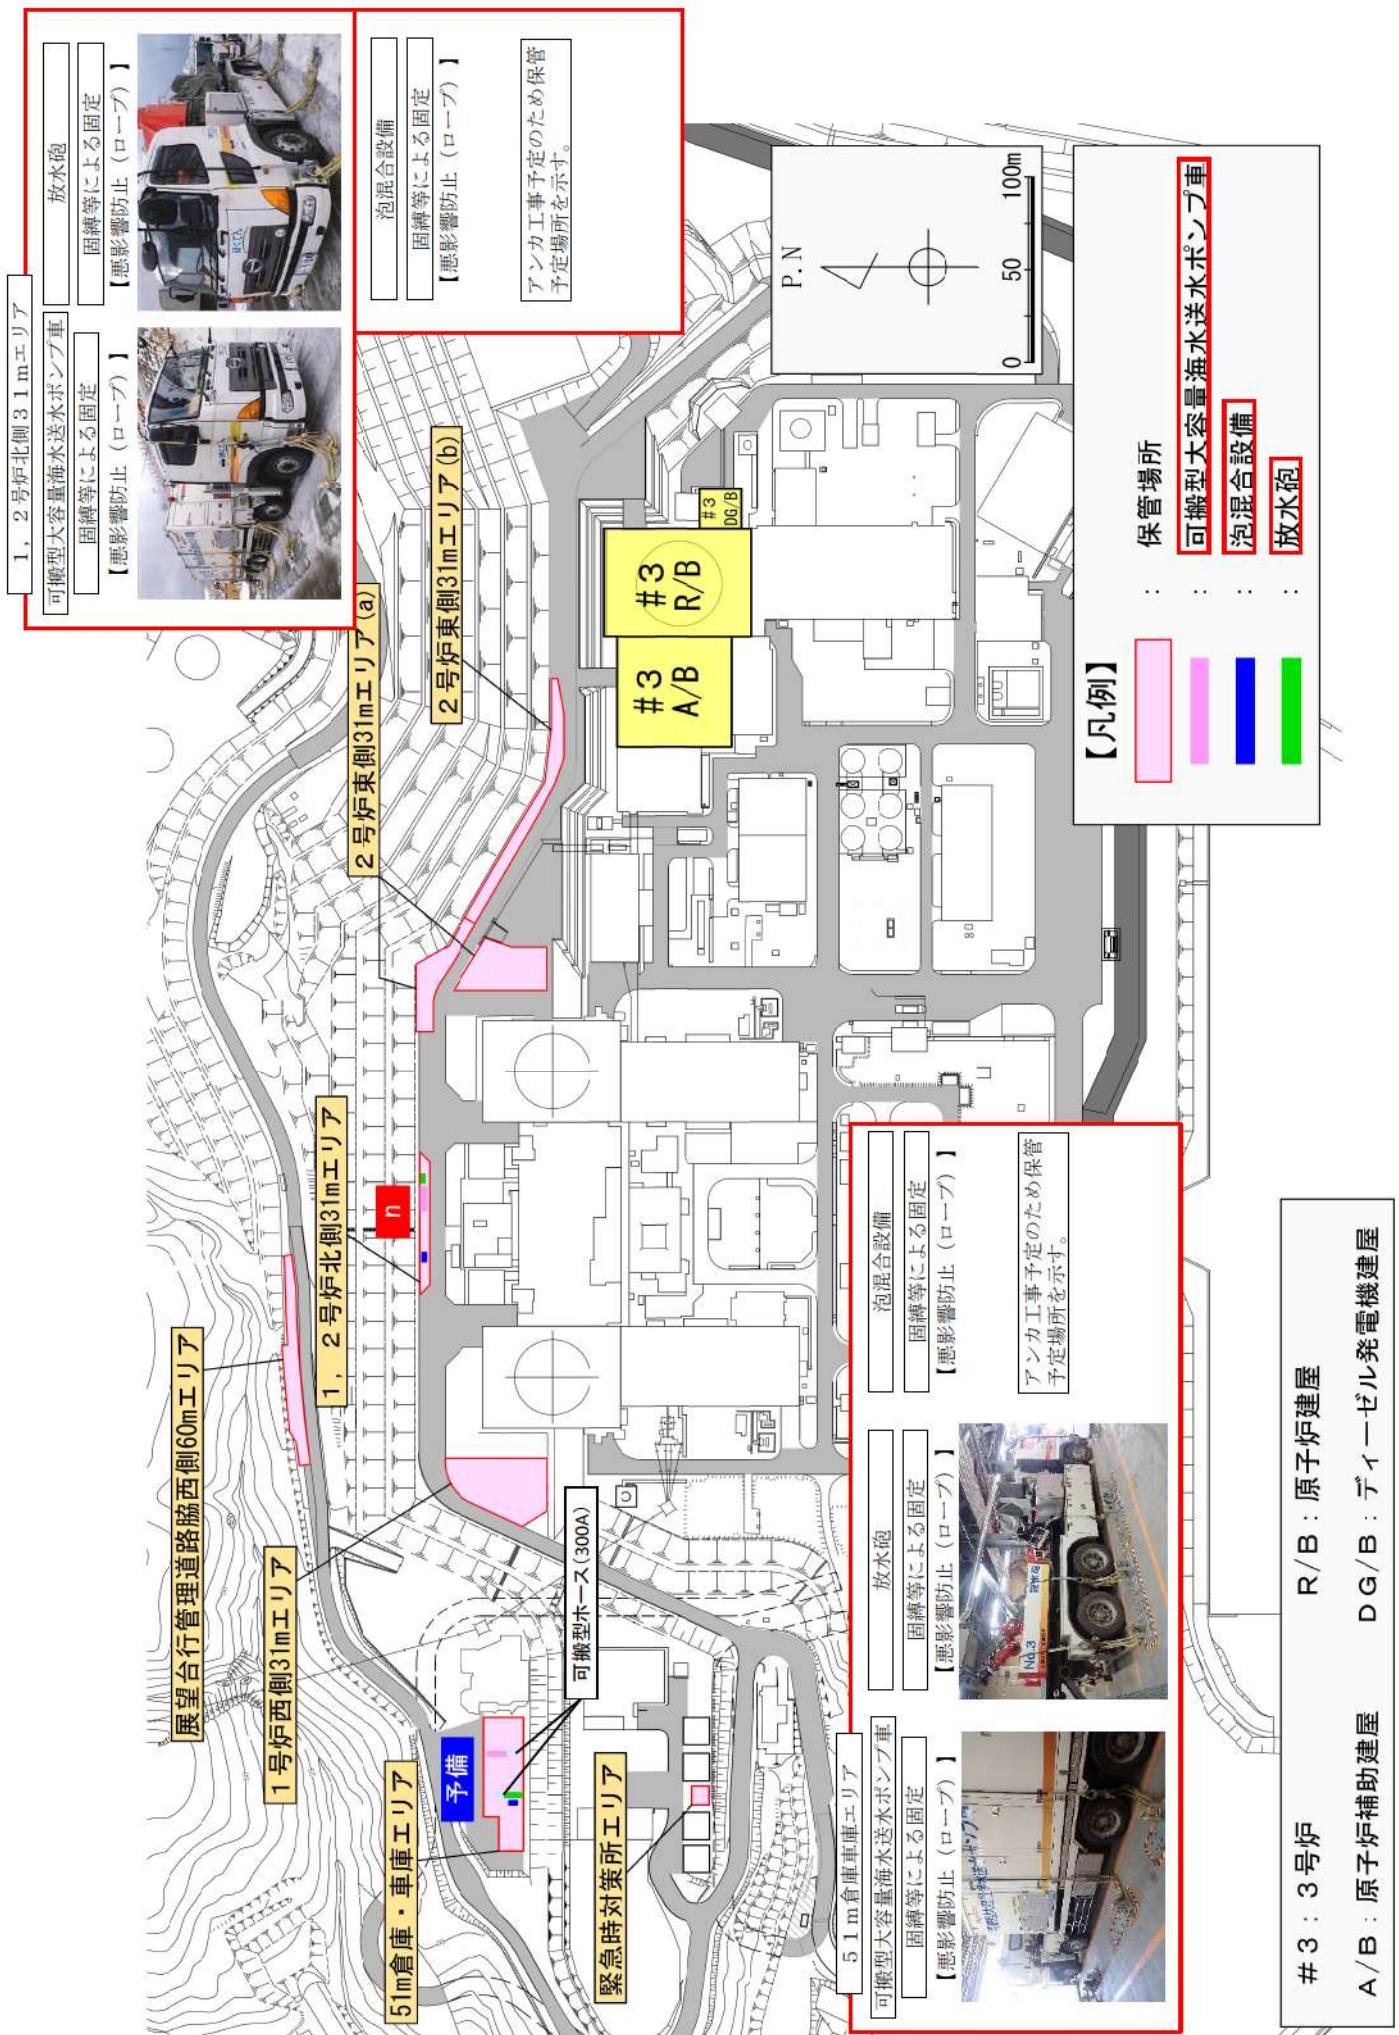 1，2号炉北側31mエリア
可搬型大容量海水送水ポンプ車
固縛等による固定
【悪影響防止（ロープ）】
放水砲
固縛等による固定
【悪影響防止（ロープ）】
泡混合設備
固縛等による固定
【悪影響防止（ロープ）】
アンカ工事予定のため保管
予定場所を示す。
展望台行管理道路脇西側60mエリア
1号炉西側31mエリア
51m倉庫・車庫エリア
1，2号炉北側31mエリア
2号炉東側31mエリア(a)
2号炉東側31mエリア(b)
n
予備
可搬型ホース(300A)
緊急時対策所エリア
#3
A/B
#3
R/B
#3
DG/B
P.N
0
50
100m
51m倉庫車庫エリア
可搬型大容量海水送水ポンプ車
固縛等による固定
【悪影響防止（ロープ）】
放水砲
固縛等による固定
【悪影響防止（ロープ）】
No.3
泡混合設備
固縛等による固定
【悪影響防止（ロープ）】
アンカ工事予定のため保管
予定場所を示す。
【凡例】
：保管場所
：可搬型大容量海水送水ポンプ車
：泡混合設備
：放水砲
#3：3号炉 R/B：原子炉建屋
A/B：原子炉補助建屋 DG/B：ディーゼル発電機建屋